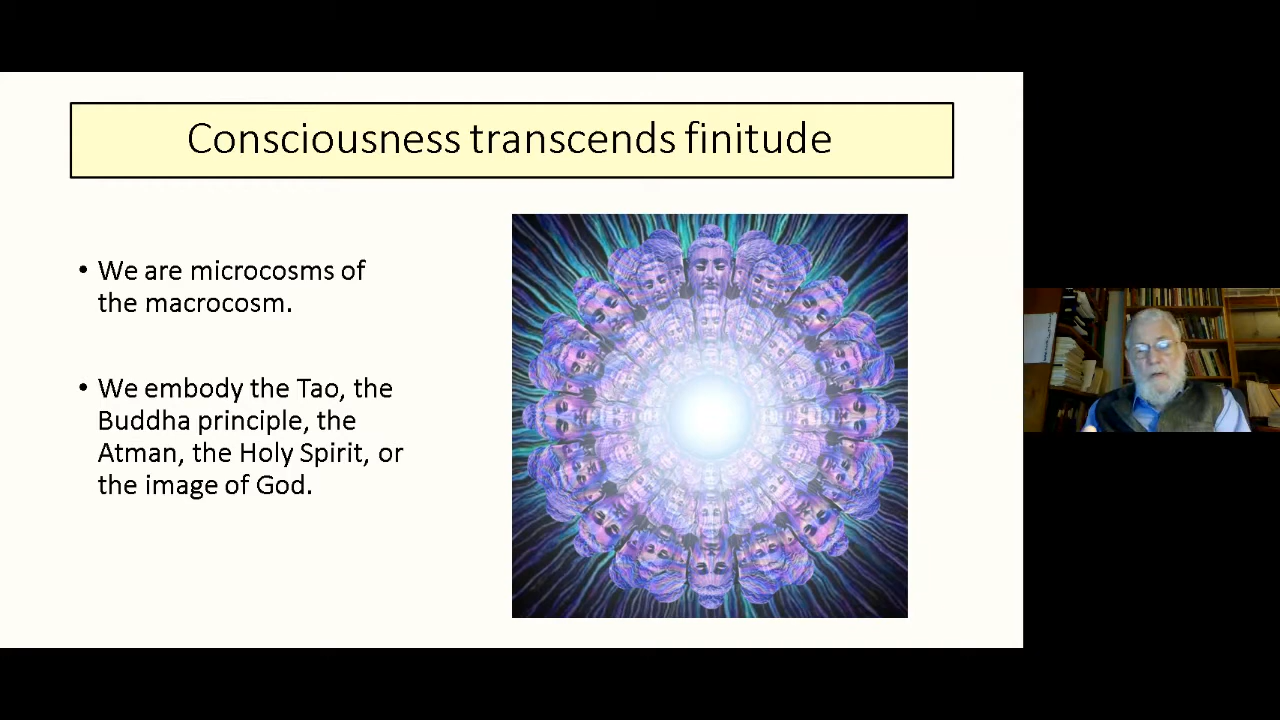 Consciousness transcends finitude
• We are microcosms of
the macrocosm.
• We embody the Tao, the
Buddha principle, the
Atman, the Holy Spirit, or
the image of God.